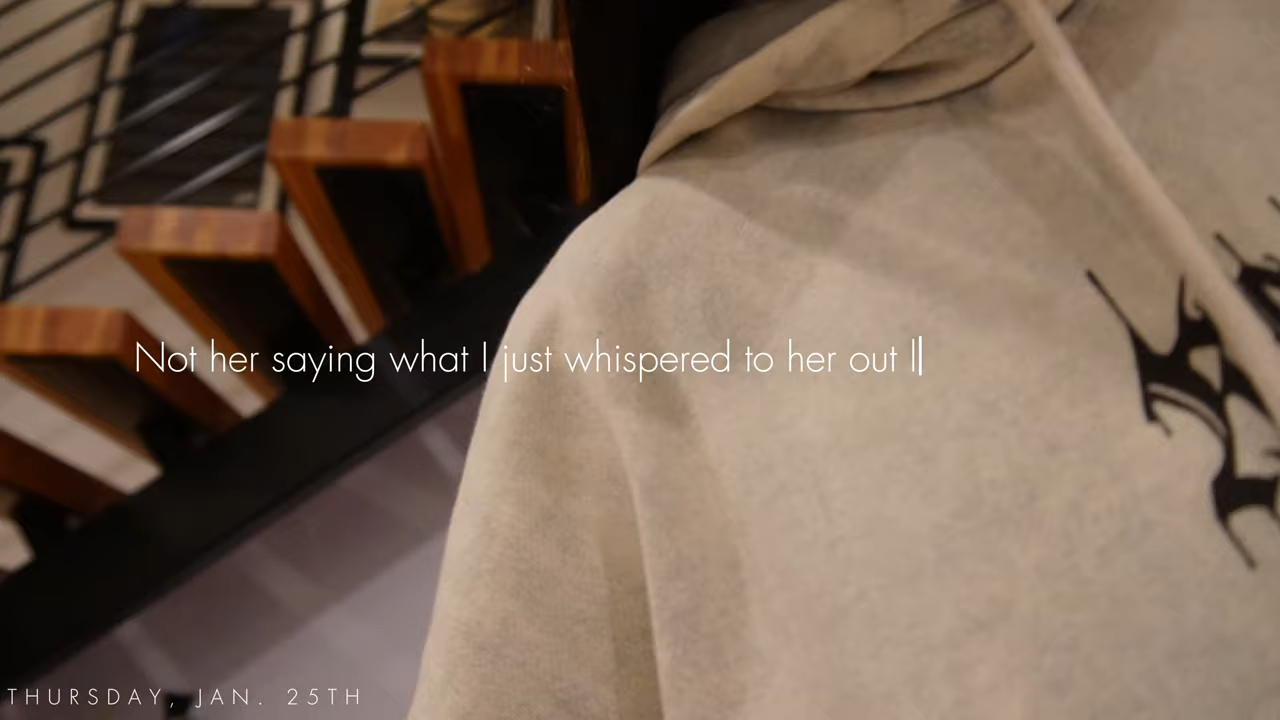 Not her saying what I just whispered to her out l
THURSDAY, JAN. 25TH